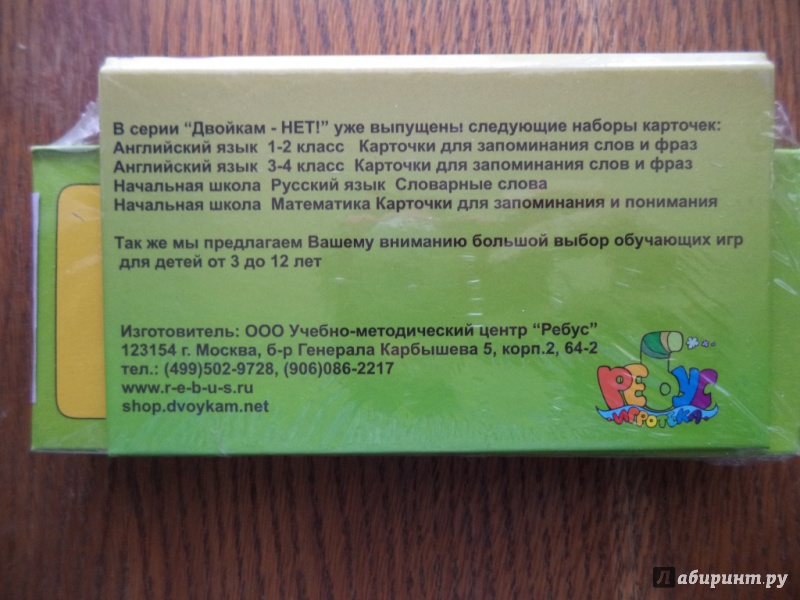 В серии “Двойкам - НЕТ!” уже выпущены следующие наборы карточек:
Английский язык 1-2 класс Карточки для запоминания слов и фраз
Английский язык 3-4 класс Карточки для запоминания слов и фраз
Начальная школа Русский язык Словарные слова
Начальная школа Математика Карточки для запоминания и понимания
Так же мы предлагаем Вашему вниманию большой выбор обучающих игр
для детей от 3 до 12 лет
Изготовитель: ООО Учебно-методический центр “Ребус”
123154 г. Москва, б-р Генерала Карбышева 5, корп.2, 64-2
тел.: (499)502-9728, (906)086-2217
www.r-e-b-u-s.ru
shop.dvoykam.net
РЕБУС
ИГРОТЕКА
Лабиринт.ру